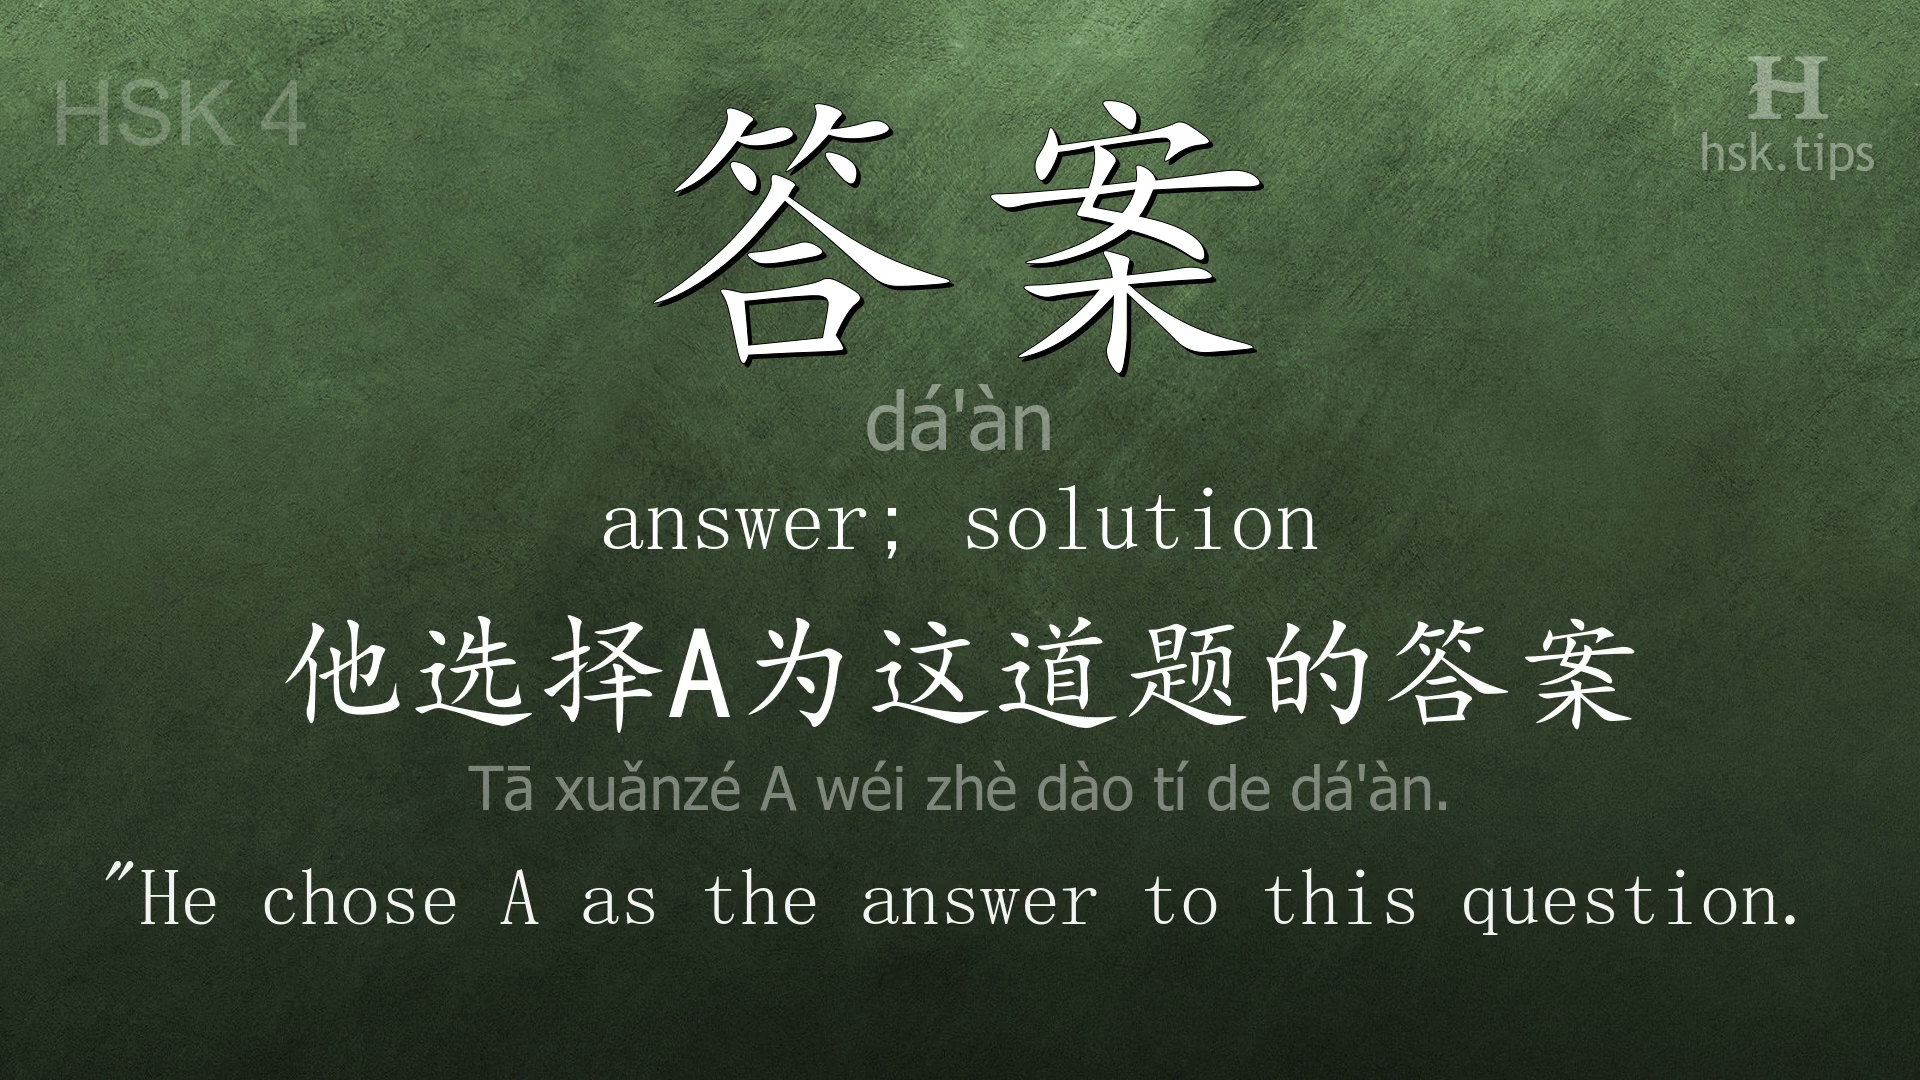 HSK 4
H
hsk.tips
答案
dá'àn
answer; solution
他选择A为这道题的答案
Tā xuǎnzé A wéi zhè dào tí de dá'àn.
"He chose A as the answer to this question.